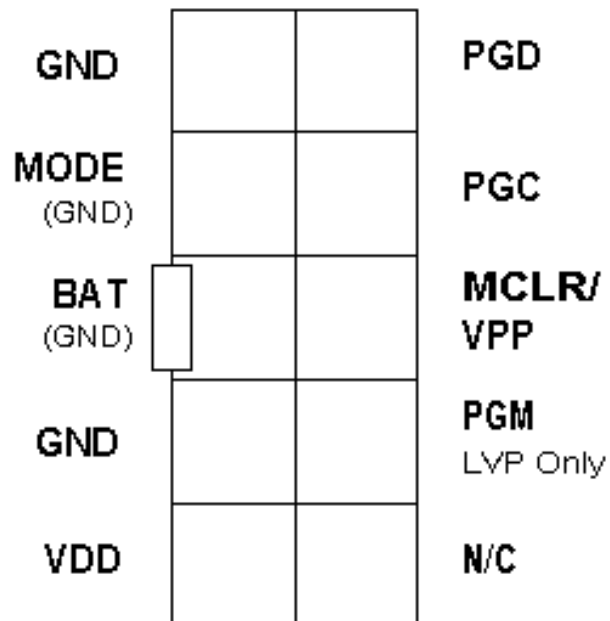 GND
PGD
MODE
(GND)
PGC
BAT
(GND)
MCLR/
VPP
GND
PGM
LVP Only
VDD
N/C